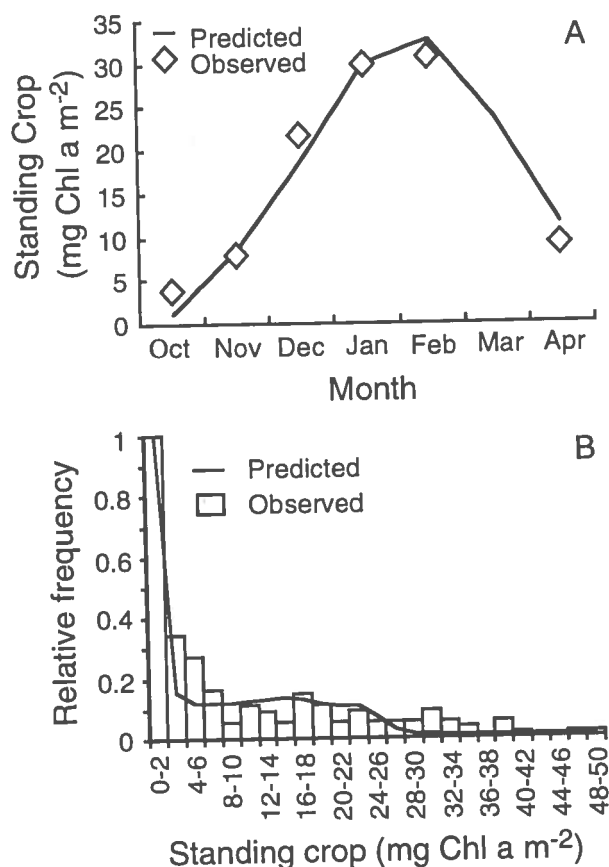 A
Predicted
Observed
Standing Crop
(mg Chl a m-2)
35
30
25
20
15
10
5
0
Oct Nov Dec Jan Feb Mar Apr
Month
B
Predicted
Observed
Relative frequency
1
0.8
0.6
0.4
0.2
0
0-2
4-6
8-10
12-14
16-18
20-22
24-26
28-30
32-34
36-38
40-42
44-46
48-50
Standing crop (mg Chl a m-2)